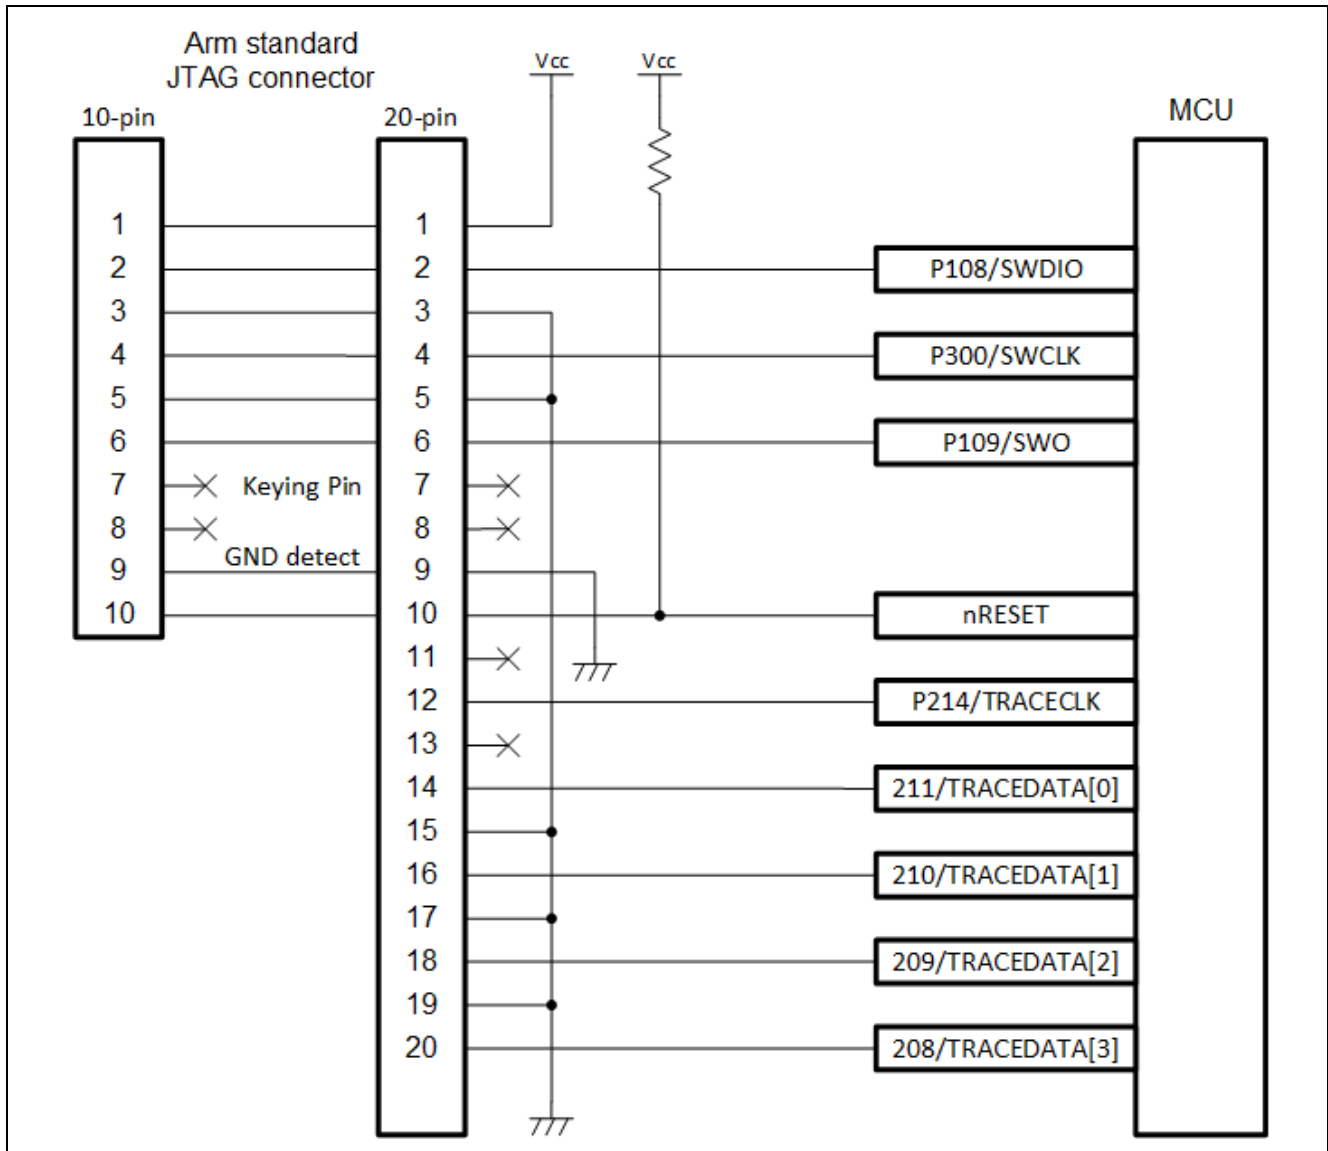 Arm standard
JTAG connector
10-pin
20-pin
Vcc
Vcc
MCU
1
1
2
2
P108/SWDIO
3
3
4
4
P300/SWCLK
5
5
6
6
P109/SWO
7
Keying Pin
7
8
8
GND detect
9
9
10
10
nRESET
11
12
P214/TRACECLK
13
14
211/TRACEDATA[0]
15
16
210/TRACEDATA[1]
17
18
209/TRACEDATA[2]
19
20
208/TRACEDATA[3]